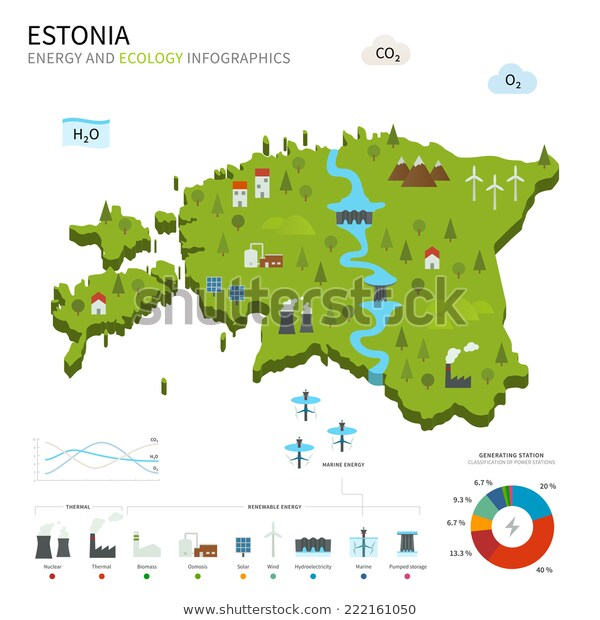 ESTONIA
ENERGY AND ECOLOGY INFOGRAPHICS
CO₂
O₂
H₂O
shutterstock
CO₂
H₂O
O₂
MARINE ENERGY
GENERATING STATION
CLASSIFICATION OF POWER STATIONS
6.7 %
20 %
9.3 %
6.7 %
13.3 %
40 %
THERMAL
RENEWABLE ENERGY
Nuclear
Thermal
Biomass
Osmosis
Solar
Wind
Hydroelectricity
Marine
Pumped storage
shutterstock.com · 222161050